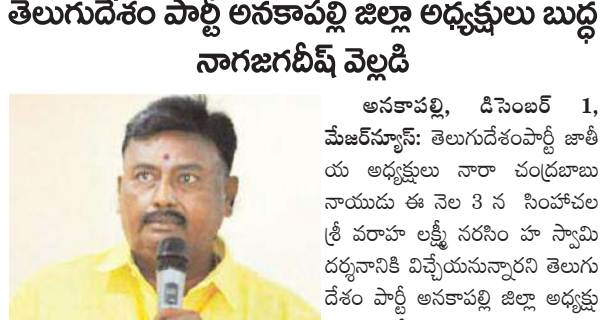 తెలుగుదేశం పార్టీ అనకాపల్లి జిల్లా అధ్యక్షులు బుద్ధ
నాగజగదీష్ వెల్లడి
అనకాపల్లి, డిసెంబర్ 1,
మేజర్‌న్యూస్: తెలుగుదేశంపార్టీ జాతీ
య అధ్యక్షులు నారా చంద్రబాబు
నాయుడు ఈ నెల 3 న సింహాచల
శ్రీ వరాహ లక్ష్మీ నరసిం హ స్వామి
దర్శనానికి విచ్చేయనున్నారని తెలుగు
దేశం పార్టీ అనకాపల్లి జిల్లా అధ్యక్షు